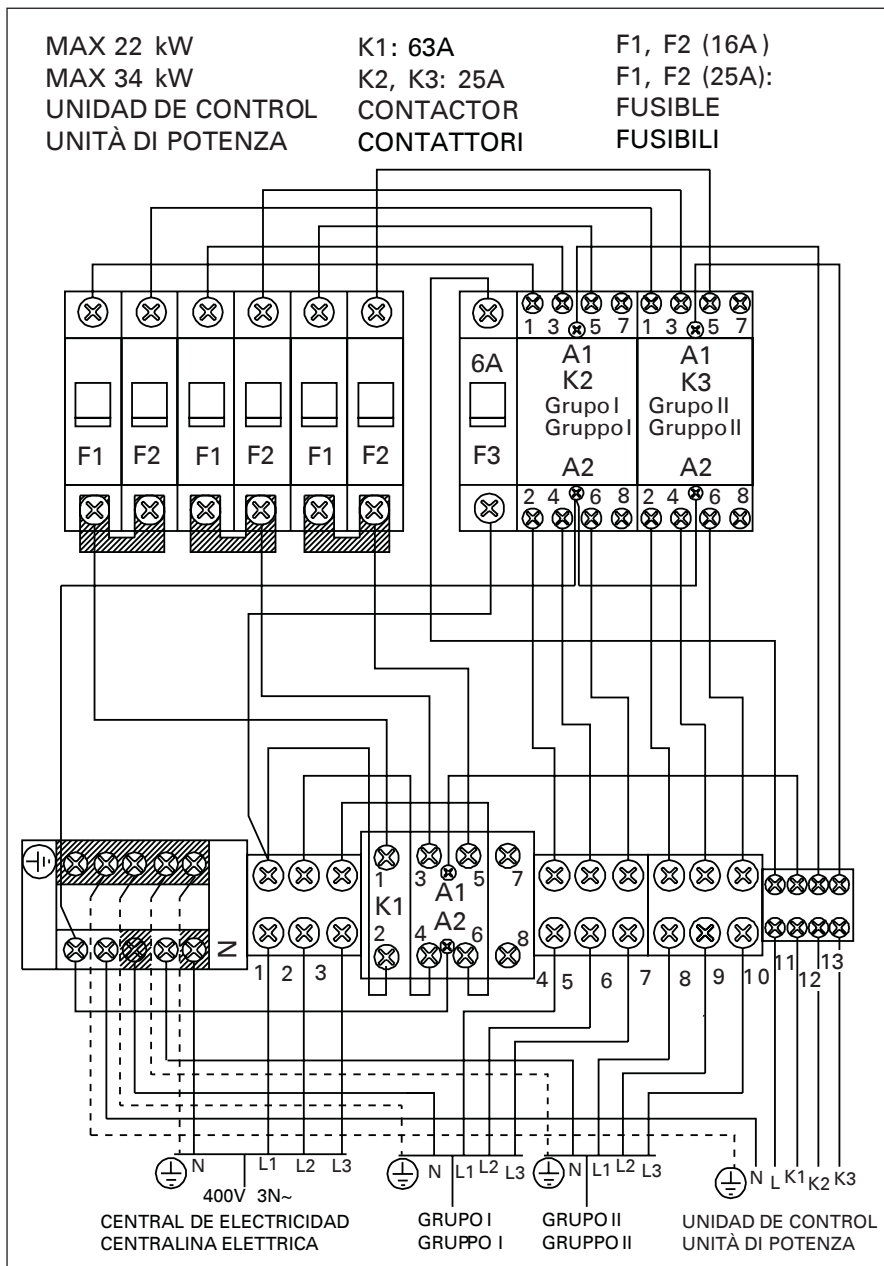 MAX 22 kW K1: 63A F1, F2 (16A)
MAX 34 kW K2, K3: 25A F1, F2 (25A):
UNIDAD DE CONTROL CONTACTOR FUSIBLE
UNITÀ DI POTENZA CONTATTORI FUSIBILI
1 3 5 7 1 3 5 7
6A A1 A1
K2 K3
Grupo I Grupo II
Gruppo I Gruppo II
F1 F2 F1 F2 F1 F2 F3
A2 A2
2 4 6 8 2 4 6 8
1 3 5 7
K1 A1
A2
2 4 6 8
N
1 2 3 4 5 6 7 8 9 10 11 12 13
N L1 L2 L3 N L1 L2 L3 N L1 L2 L3 N L K1 K2 K3
400V 3N~
CENTRAL DE ELECTRICIDAD GRUPO I GRUPO II UNIDAD DE CONTROL
CENTRALINA ELETTRICA GRUPPO I GRUPPO II UNITÀ DI POTENZA